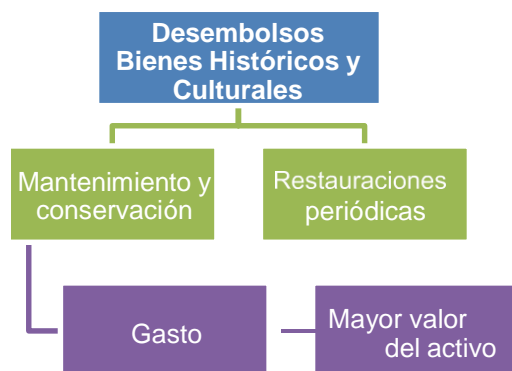 Desembolsos
Bienes Históricos y
Culturales
Mantenimiento y
conservación
Restauraciones
periódicas
Gasto
Mayor valor
del activo